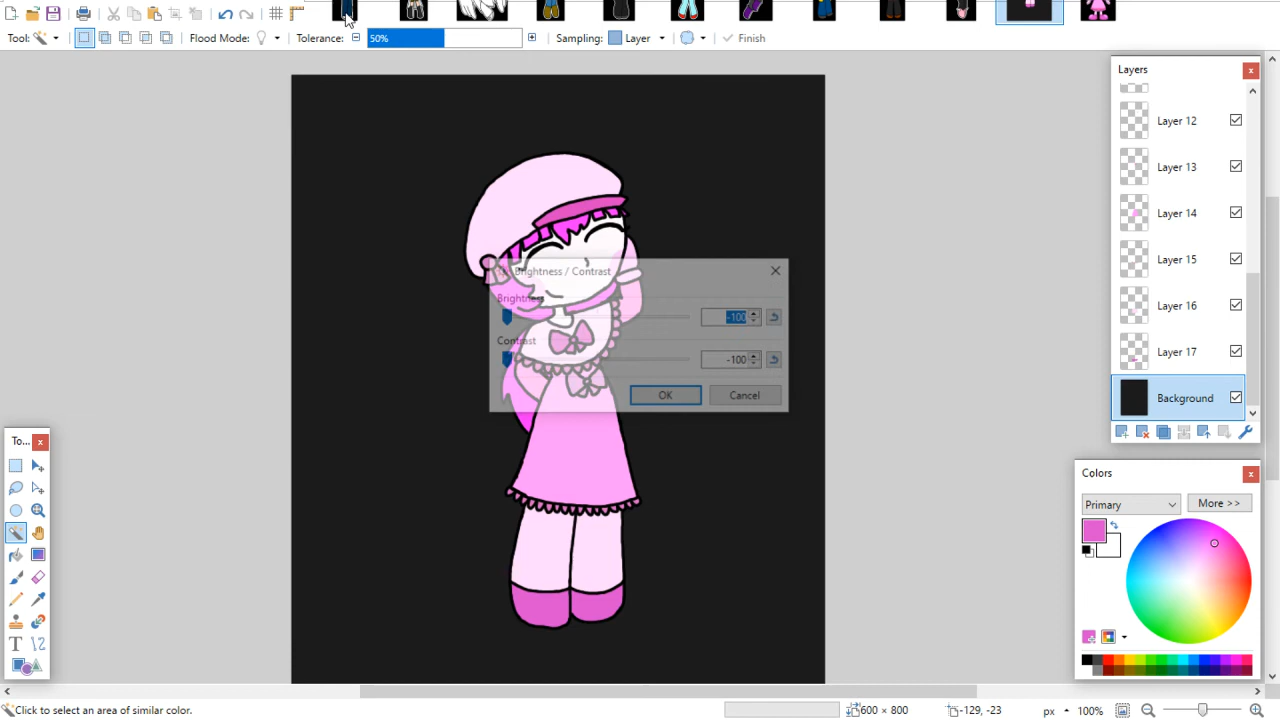 Tool:
Flood Mode:
Tolerance:
50%
Sampling:
Layer
Finish
Layers
Layer 12
Layer 13
Layer 14
Layer 15
Layer 16
Layer 17
Background
Brightness / Contrast
Brightness
-100
Contrast
-100
OK
Cancel
To...
Colors
Primary
More >>
Click to select an area of similar color.
600 × 800
-129, -23
px
100%